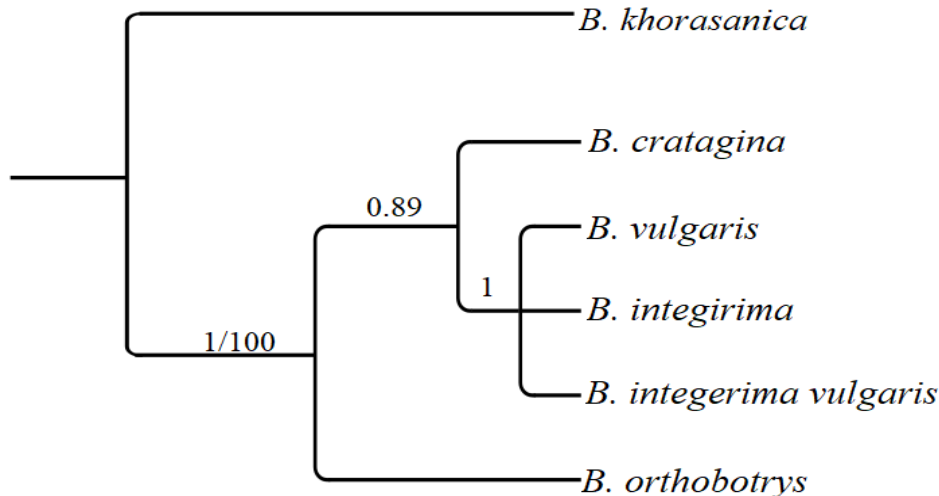 B. khorasanica
B. cratagina
0.89
B. vulgaris
1
B. integirima
1/100
B. integerima vulgaris
B. orthobotrys